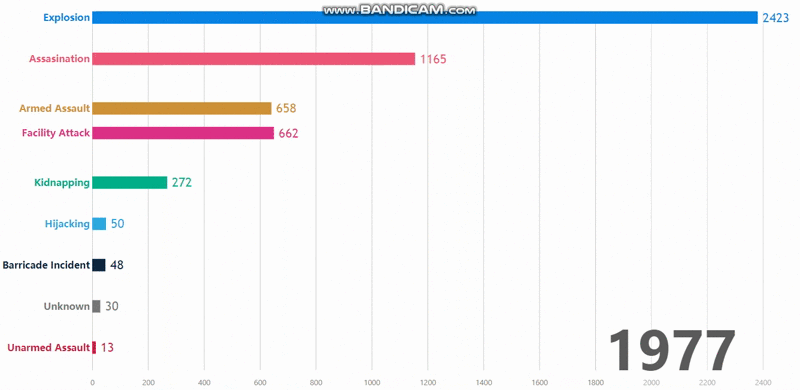 www.BANDICAM.com
Explosion 2423
Assasination 1165
Armed Assault 658
Facility Attack 662
Kidnapping 272
Hijacking 50
Barricade Incident 48
Unknown 30
Unarmed Assault 13
1977
0 200 400 600 800 1000 1200 1400 1600 1800 2000 2200 2400